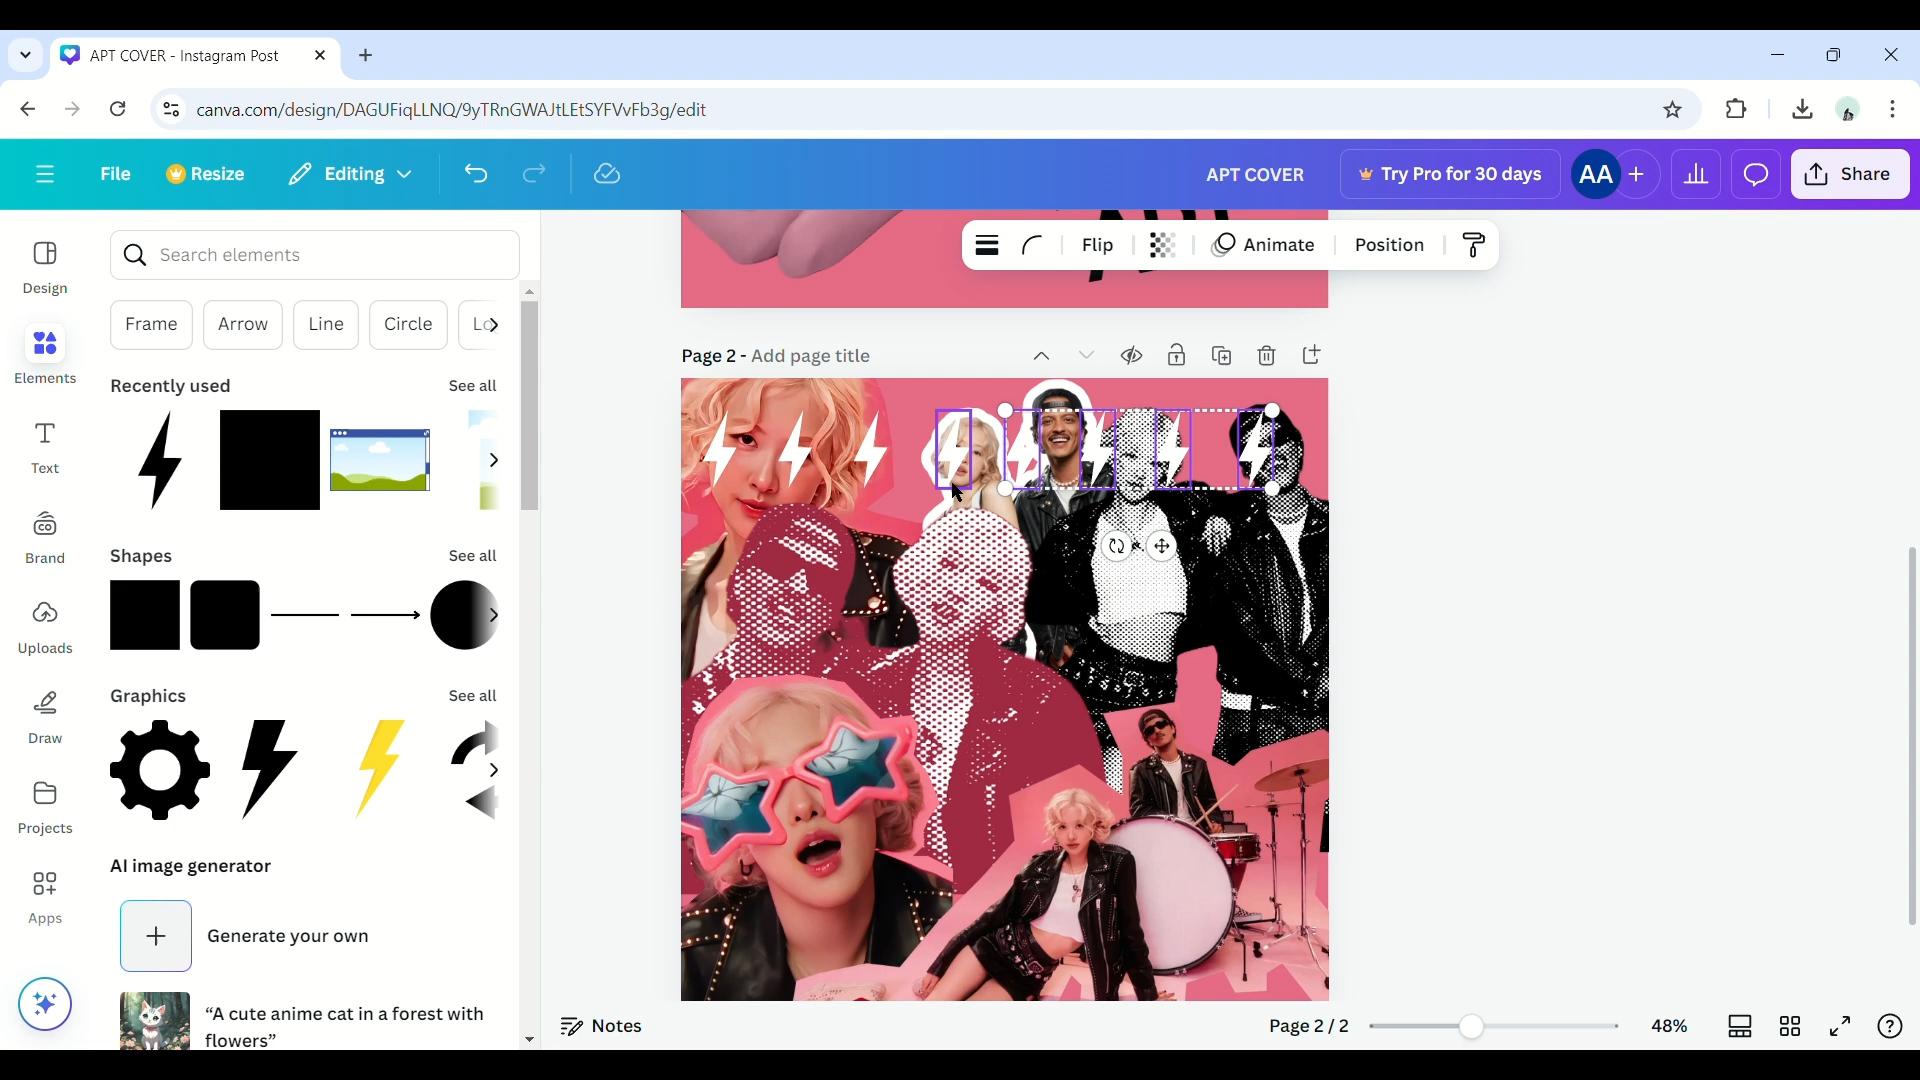 APT COVER - Instagram Post
canva.com/design/DAGUFiqLLNQ/9yTRnGWAJtLEtSYFVvFb3g/edit
File
Resize
Editing
APT COVER
Try Pro for 30 days
AA
Share
Design
Elements
Text
Brand
Uploads
Draw
Projects
Apps
Search elements
Frame
Arrow
Line
Circle
Recently used
See all
Shapes
See all
Graphics
See all
AI image generator
Generate your own
"A cute anime cat in a forest with
flowers"
Flip
Animate
Position
Page 2 - Add page title
Notes
Page 2 / 2
48%